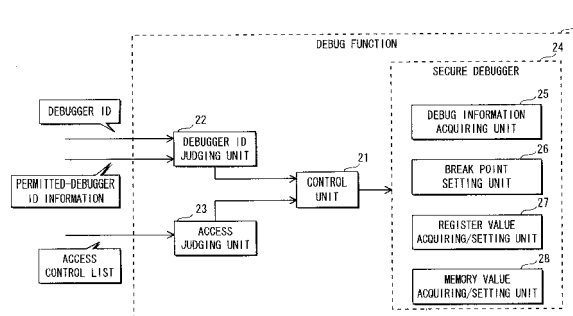 DEBUG FUNCTION
24
SECURE DEBUGGER
25
DEBUG INFORMATION
ACQUIRING UNIT
DEBUGGER ID
22
DEBUGGER ID
JUDGING UNIT
21
CONTROL
UNIT
26
BREAK POINT
SETTING UNIT
PERMITTED-DEBUGGER
ID INFORMATION
23
ACCESS
JUDGING UNIT
27
REGISTER VALUE
ACQUIRING/SETTING UNIT
ACCESS
CONTROL LIST
28
MEMORY VALUE
ACQUIRING/SETTING UNIT